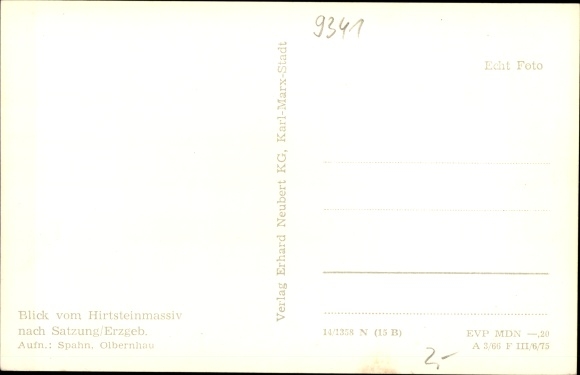 9341
Echt Foto
Verlag Erhard Neubert KG, Karl-Marx-Stadt
Blick vom Hirtsteinmassiv
nach Satzung/Erzgeb.
Aufn.: Spahn, Olbernhau
14/1358 N (15 B)
EVP MDN —,20
A 3/66 F III/6/75
2,-